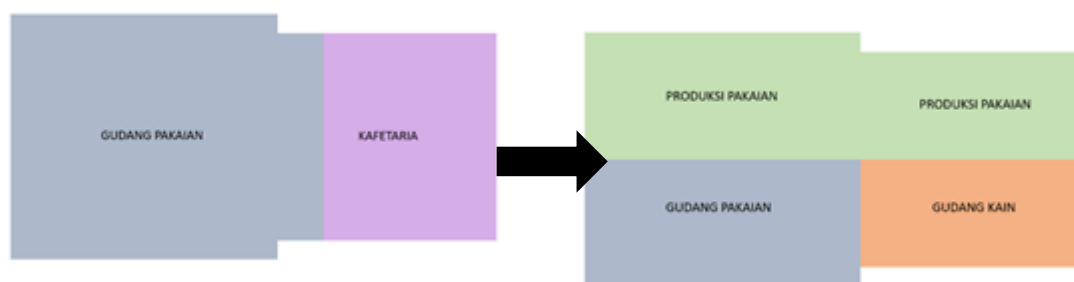 GUDANG PAKAIAN
KAFETARIA
PRODUKSI PAKAIAN
PRODUKSI PAKAIAN
GUDANG PAKAIAN
GUDANG KAIN